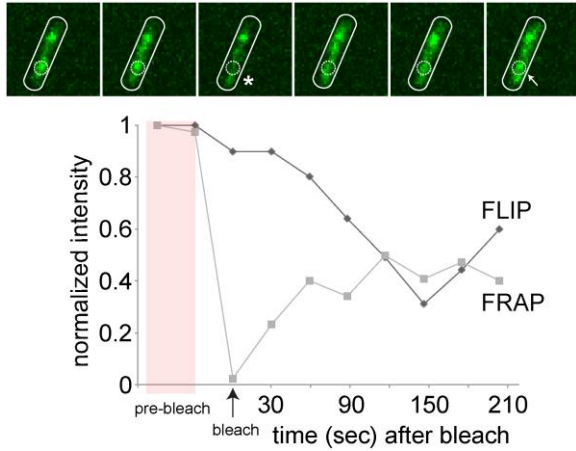 *
1
0.8
0.6
0.4
0.2
0
normalized intensity
FLIP
FRAP
pre-bleach
bleach
30
90
150
210
time (sec) after bleach